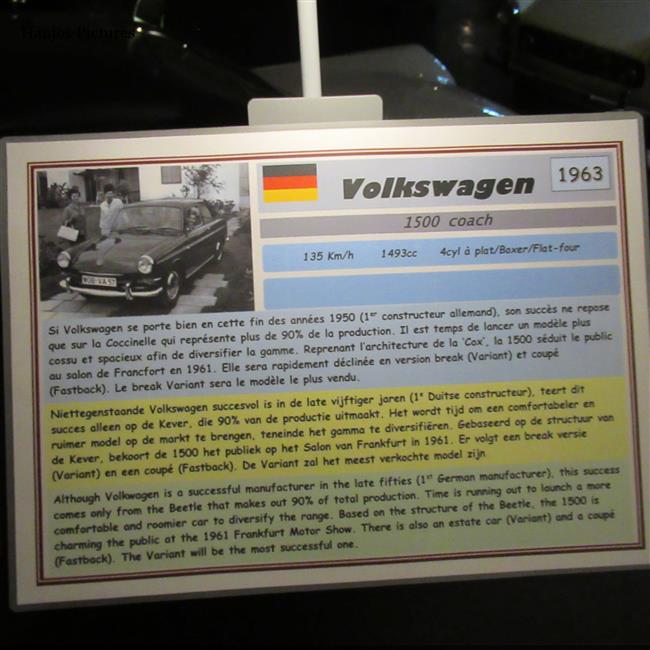 Hanjos Pictures
Volkswagen
1963
1500 coach
135 Km/h 1493cc 4cyl à plat/Boxer/Flat-four
Si Volkswagen se porte bien en cette fin des années 1950 (1er constructeur allemand), son succès ne repose
que sur la Coccinelle qui représente plus de 90% de la production. Il est temps de lancer un modèle plus
cossu et spacieux afin de diversifier la gamme. Reprenant l'architecture de la 'Cox', la 1500 séduit le public
au salon de Francfort en 1961. Elle sera rapidement déclinée en version break (Variant) et coupé
(Fastback). Le break Variant sera le modèle le plus vendu.
Niettegenstaande Volkswagen succesvol is in de late vijftiger jaren (1e Duitse constructeur), teert dit
succes alleen op de Kever, die 90% van de productie uitmaakt. Het wordt tijd om een comfortabeler en
ruimer model op de markt te brengen, teneinde het gamma te diversifiëren. Gebaseerd op de structuur van
de Kever, bekoort de 1500 het publiek op het Salon van Frankfurt in 1961. Er volgt een break versie
(Variant) en een coupé (Fastback). De Variant zal het meest verkochte model zijn
Although Volkwagen is a successful manufacturer in the late fifties (1st German manufacturer), this success
comes only from the Beetle that makes out 90% of total production. Time is running out to launch a more
comfortable and roomier car to diversify the range. Based on the structure of the Beetle, the 1500 is
charming the public at the 1961 Frankfurt Motor Show. There is also an estate car (Variant) and a coupé
(Fastback). The Variant will be the most successful one.